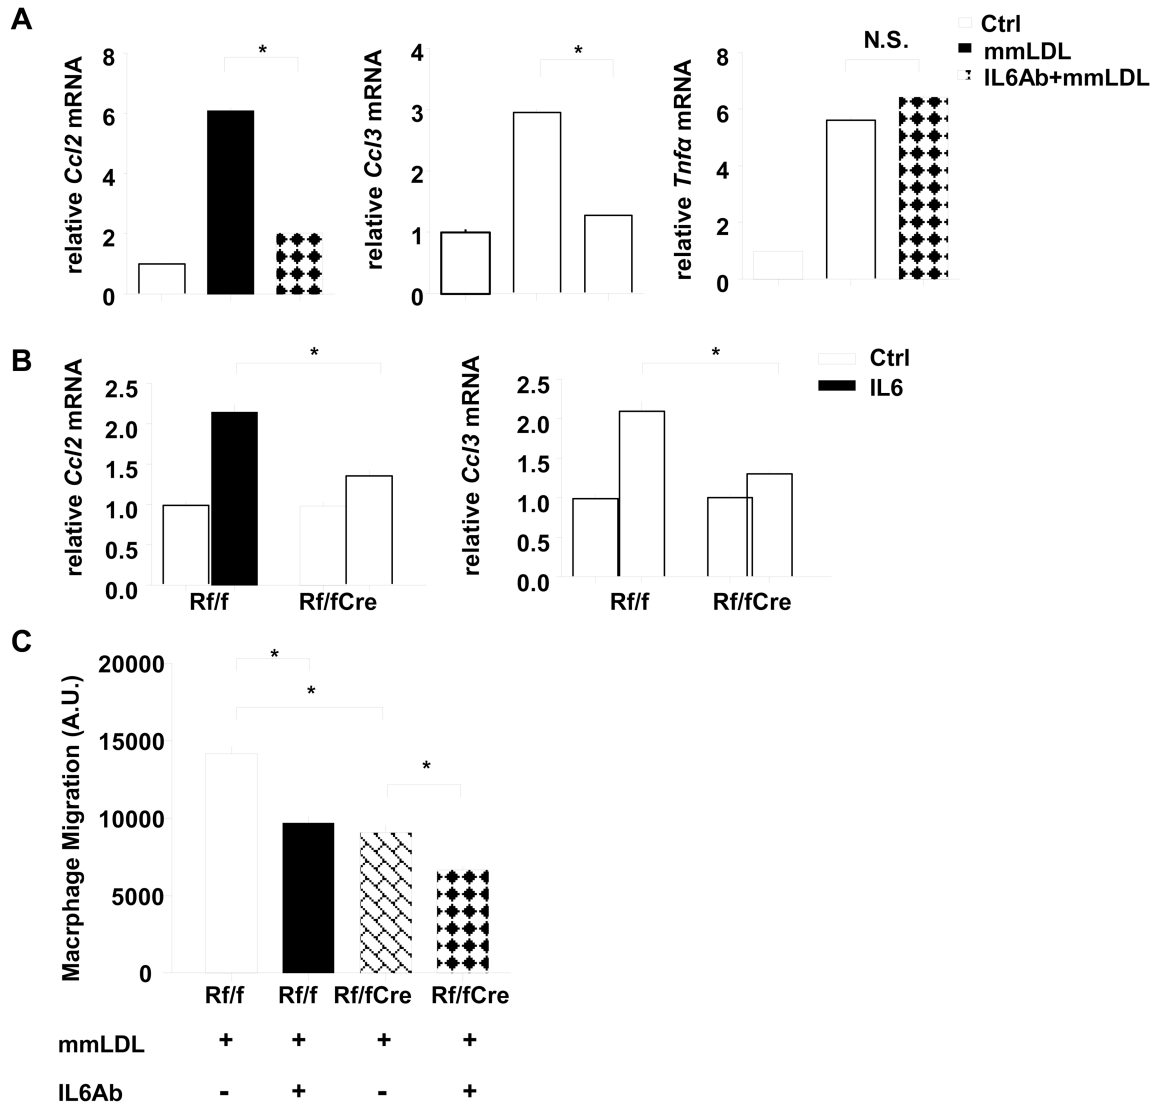 A
Ctrl
mmLDL
IL6Ab+mmLDL
relative Ccl2 mRNA
8
6
4
2
0
*
relative Ccl3 mRNA
4
3
2
1
0
*
relative Tnfα mRNA
8
6
4
2
0
N.S.
B
Ctrl
IL6
relative Ccl2 mRNA
2.5
2.0
1.5
1.0
0.5
0.0
*
Rf/f Rf/fCre
relative Ccl3 mRNA
2.5
2.0
1.5
1.0
0.5
0.0
*
Rf/f Rf/fCre
C
Macrphage Migration (A.U.)
20000
15000
10000
5000
0
*
*
*
Rf/f Rf/f Rf/fCre Rf/fCre
mmLDL + + + +
IL6Ab - + - +